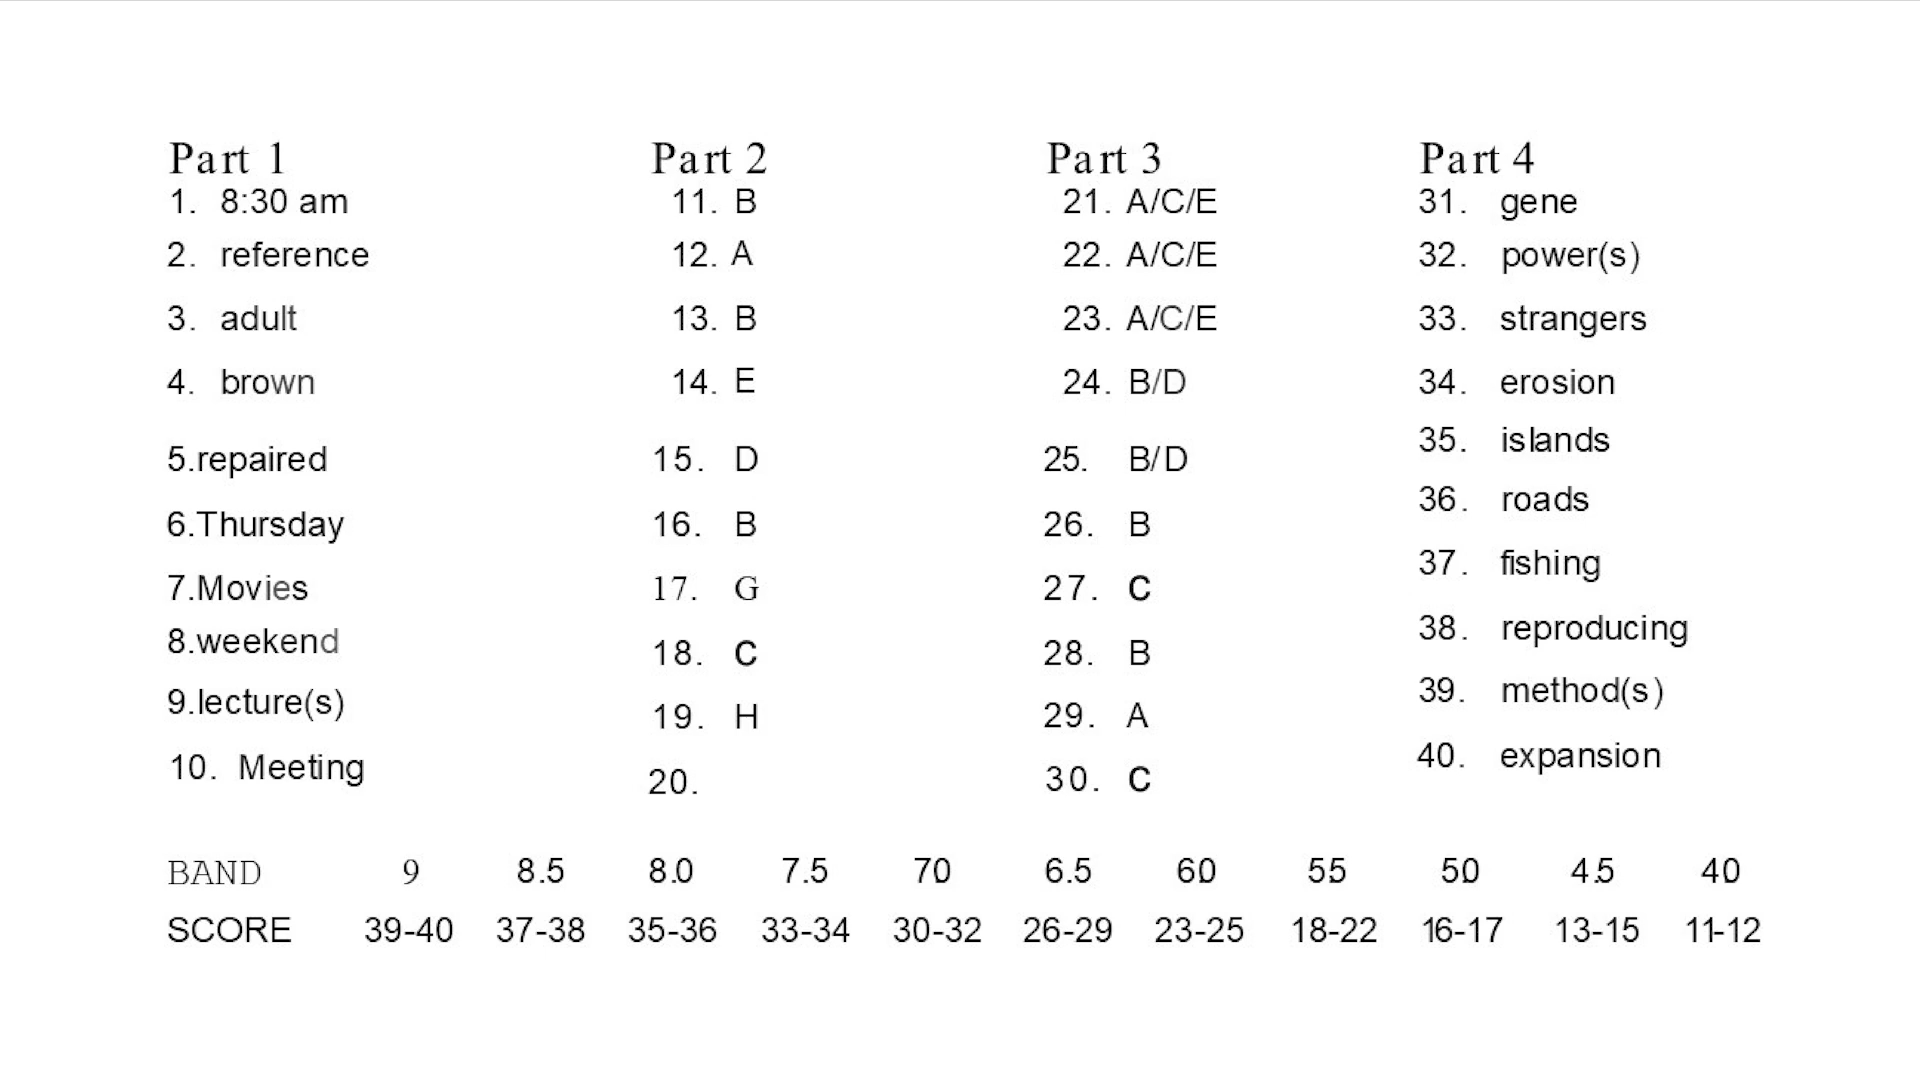 Part 1
1. 8:30 am
2. reference
3. adult
4. brown
5.repaired
6.Thursday
7.Movies
8.weekend
9.lecture(s)
10. Meeting
Part 2
11. B
12. A
13. B
14. E
15. D
16. B
17. G
18. C
19. H
20.
Part 3
21. A/C/E
22. A/C/E
23. A/C/E
24. B/D
25. B/D
26. B
27. C
28. B
29. A
30. C
Part 4
31. gene
32. power(s)
33. strangers
34. erosion
35. islands
36. roads
37. fishing
38. reproducing
39. method(s)
40. expansion
BAND 9 8.5 8.0 7.5 70 6.5 60 55 50 45 40
SCORE 39-40 37-38 35-36 33-34 30-32 26-29 23-25 18-22 16-17 13-15 11-12